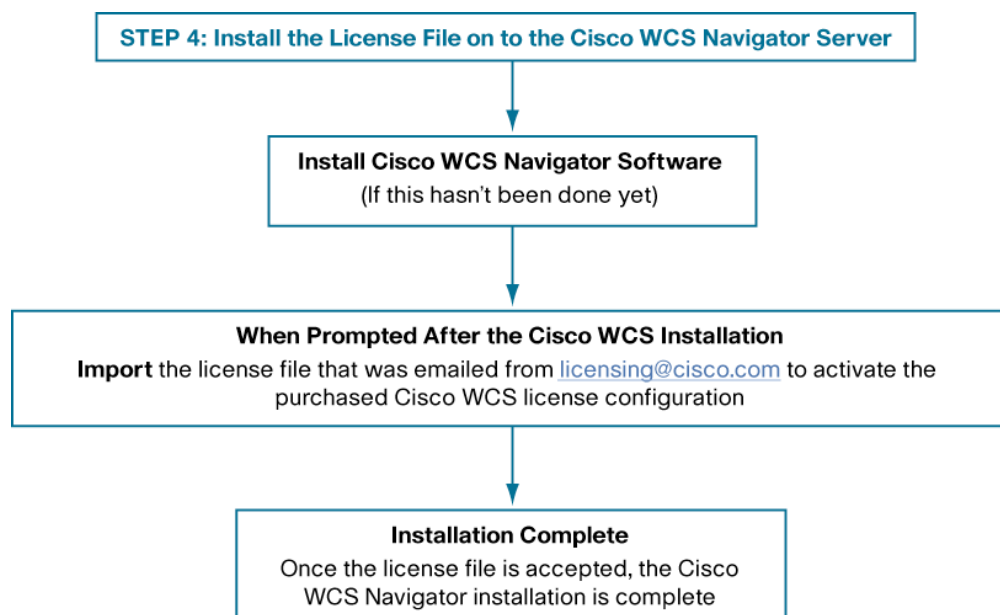 STEP 4: Install the License File on to the Cisco WCS Navigator Server
Install Cisco WCS Navigator Software
(If this hasn't been done yet)
When Prompted After the Cisco WCS Installation
Import the license file that was emailed from licensing@cisco.com to activate the
purchased Cisco WCS license configuration
Installation Complete
Once the license file is accepted, the Cisco
WCS Navigator installation is complete